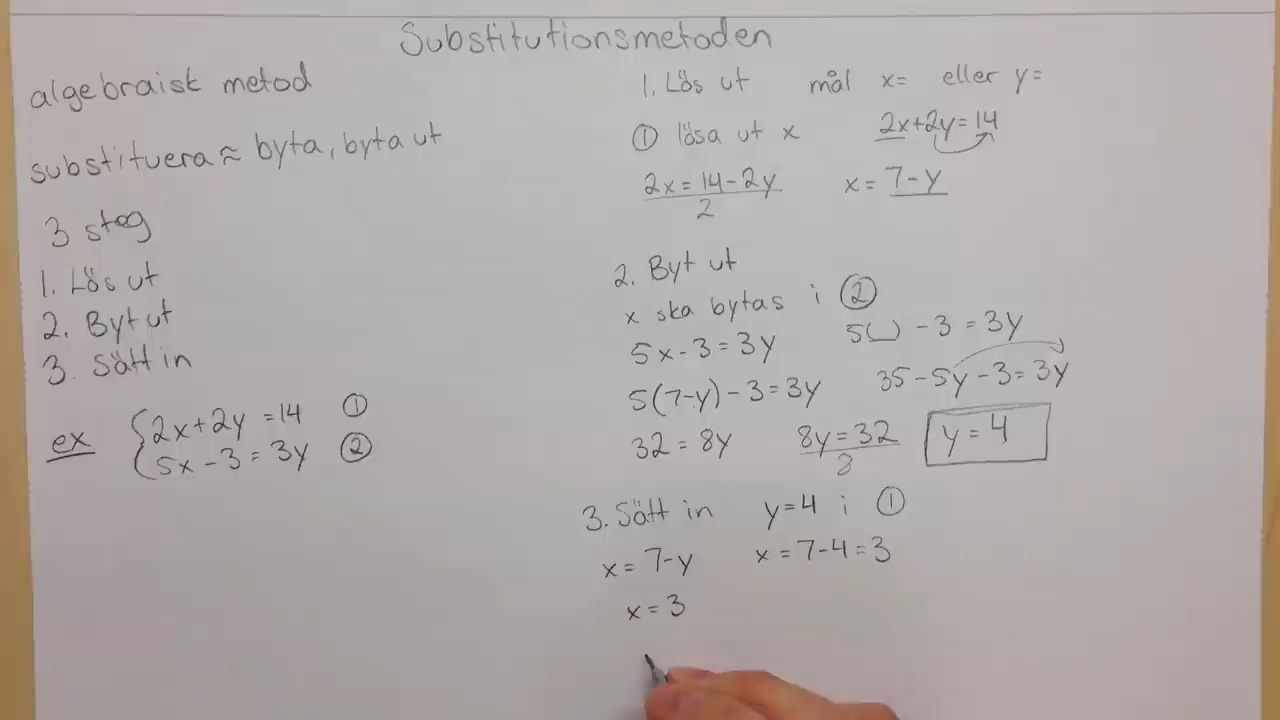 Substitutionsmetoden
algebraisk metod
substituera ≈ byta, byta ut
3 steg
1. Lös ut
2. Byt ut
3. Sätt in
ex { 2x+2y = 14 ①
5x - 3 = 3y ②
1. Lös ut mål x= eller y=
① lösa ut x 2x+2y=14
2x = 14 - 2y x = 7 - y
2
2. Byt ut
x ska bytas i ②
5x - 3 = 3y 5( ) - 3 = 3y
5(7-y) - 3 = 3y 35 - 5y - 3 = 3y
32 = 8y 8y = 32 y = 4
8
3. Sätt in y=4 i ①
x = 7-y x = 7-4 = 3
x = 3